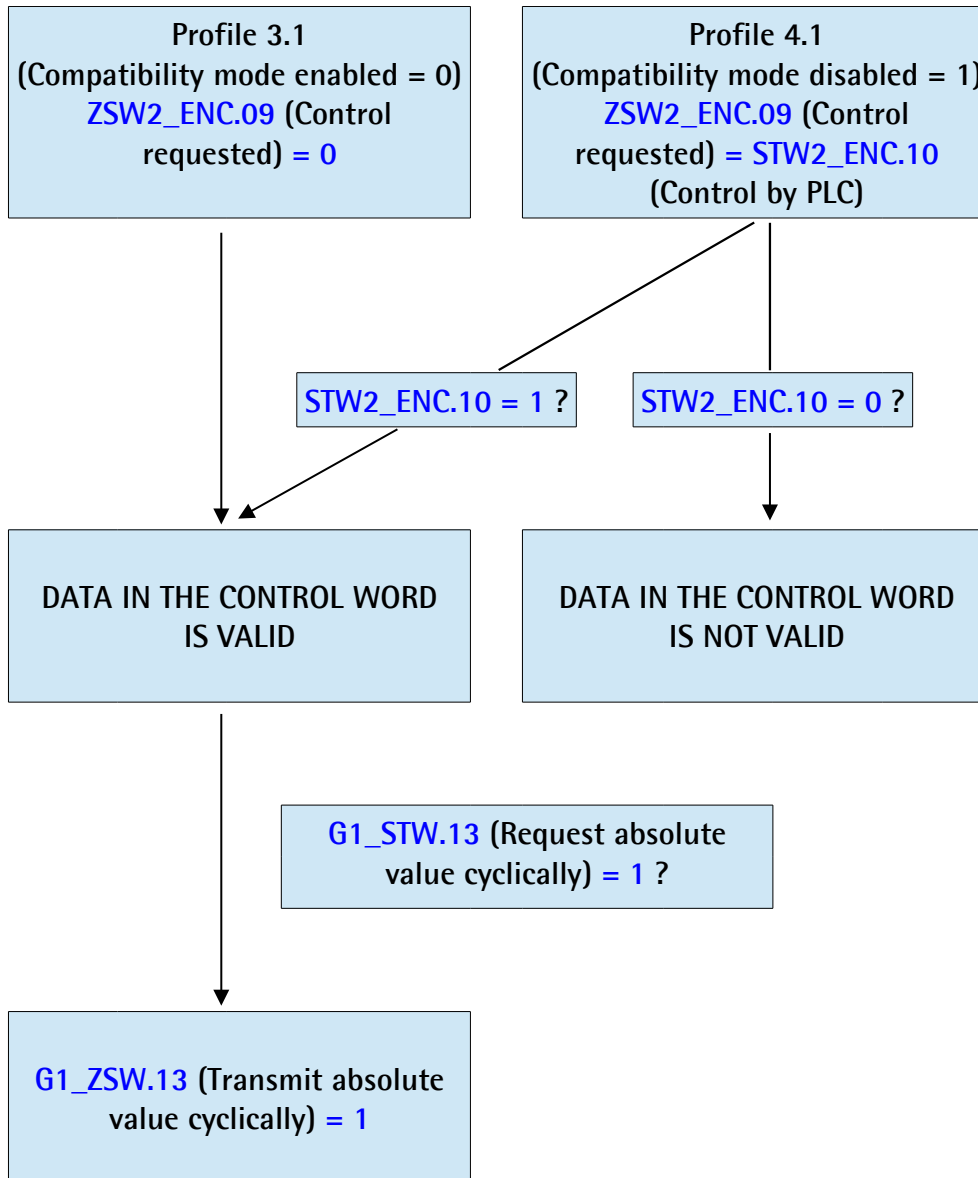 Profile 3.1
(Compatibility mode enabled = 0)
ZSW2_ENC.09 (Control
requested) = 0
Profile 4.1
(Compatibility mode disabled = 1)
ZSW2_ENC.09 (Control
requested) = STW2_ENC.10
(Control by PLC)
STW2_ENC.10 = 1 ?
STW2_ENC.10 = 0 ?
DATA IN THE CONTROL WORD
IS VALID
DATA IN THE CONTROL WORD
IS NOT VALID
G1_STW.13 (Request absolute
value cyclically) = 1 ?
G1_ZSW.13 (Transmit absolute
value cyclically) = 1